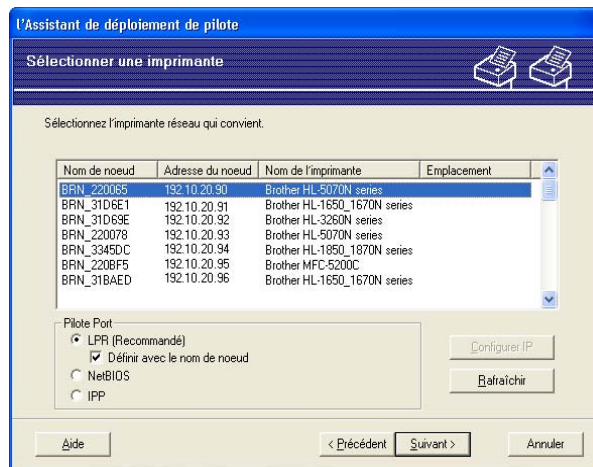 l'Assistant de déploiement de pilote
Sélectionner une imprimante
Sélectionnez l'imprimante réseau qui convient.
Nom de noeud Adresse du noeud Nom de l'imprimante Emplacement
BRN_220065 192.10.20.90 Brother HL-5070N series
BRN_31D6E1 192.10.20.91 Brother HL-1650_1670N series
BRN_31D69E 192.10.20.92 Brother HL-3260N series
BRN_220078 192.10.20.93 Brother HL-5070N series
BRN_3345DC 192.10.20.94 Brother HL-1850_1870N series
BRN_220BF5 192.10.20.95 Brother MFC-5200C
BRN_31BAED 192.10.20.96 Brother HL-1650_1670N series
Pilote Port
LPR (Recommandé)
Définir avec le nom de noeud
NetBIOS
IPP
Configurer IP
Rafraîchir
Aide < Précédent Suivant > Annuler